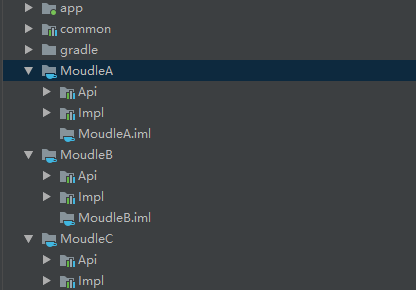 app
common
gradle
MoudleA
Api
Impl
MoudleA.iml
MoudleB
Api
Impl
MoudleB.iml
MoudleC
Api
Impl